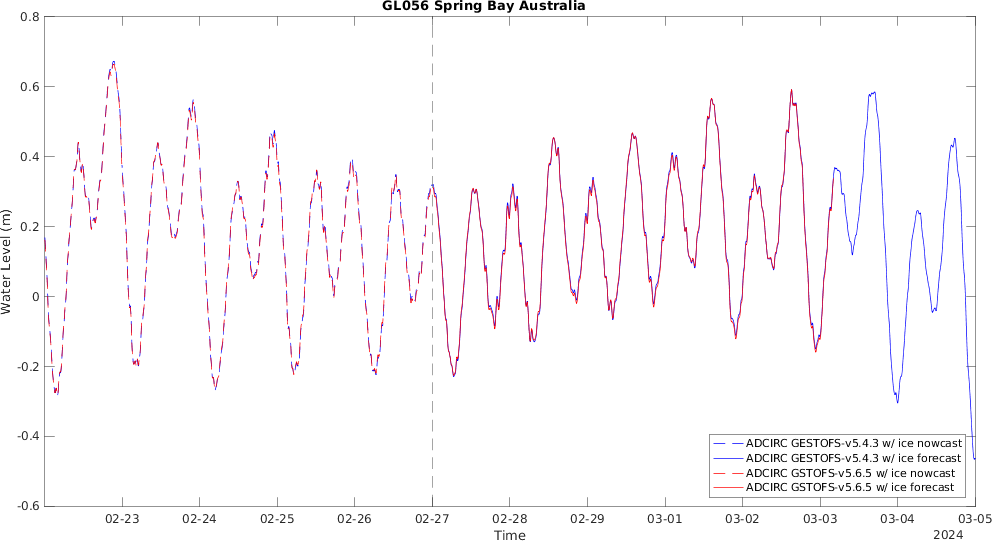 GL056 Spring Bay Australia
0.8
0.6
0.4
0.2
0
-0.2
-0.4
-0.6
Water Level (m)
ADCIRC GESTOFS-v5.4.3 w/ ice nowcast
ADCIRC GESTOFS-v5.4.3 w/ ice forecast
ADCIRC GSTOFS-v5.6.5 w/ ice nowcast
ADCIRC GSTOFS-v5.6.5 w/ ice forecast
02-23 02-24 02-25 02-26 02-27 02-28 02-29 03-01 03-02 03-03 03-04 03-05
Time
2024